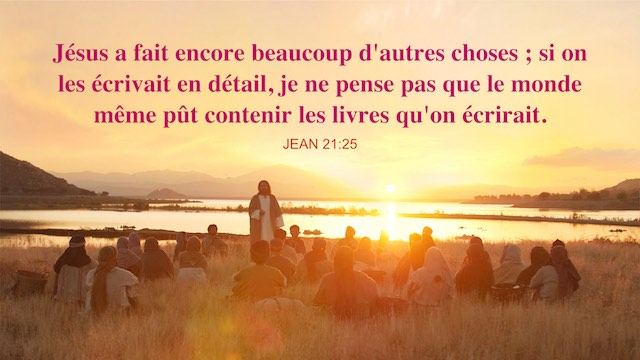 Jésus a fait encore beaucoup d'autres choses ; si on
les écrivait en détail, je ne pense pas que le monde
même pût contenir les livres qu'on écrirait.
JEAN 21:25